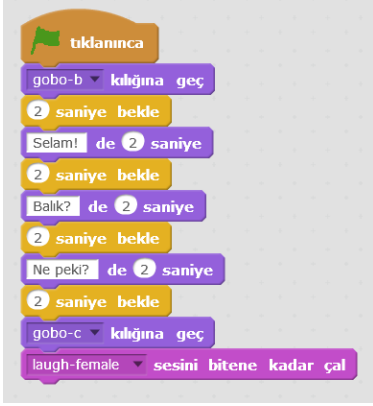 tıklanınca
gobo-b kılığına geç
2 saniye bekle
Selam! de 2 saniye
2 saniye bekle
Balık? de 2 saniye
2 saniye bekle
Ne peki? de 2 saniye
2 saniye bekle
gobo-c kılığına geç
laugh-female sesini bitene kadar çal